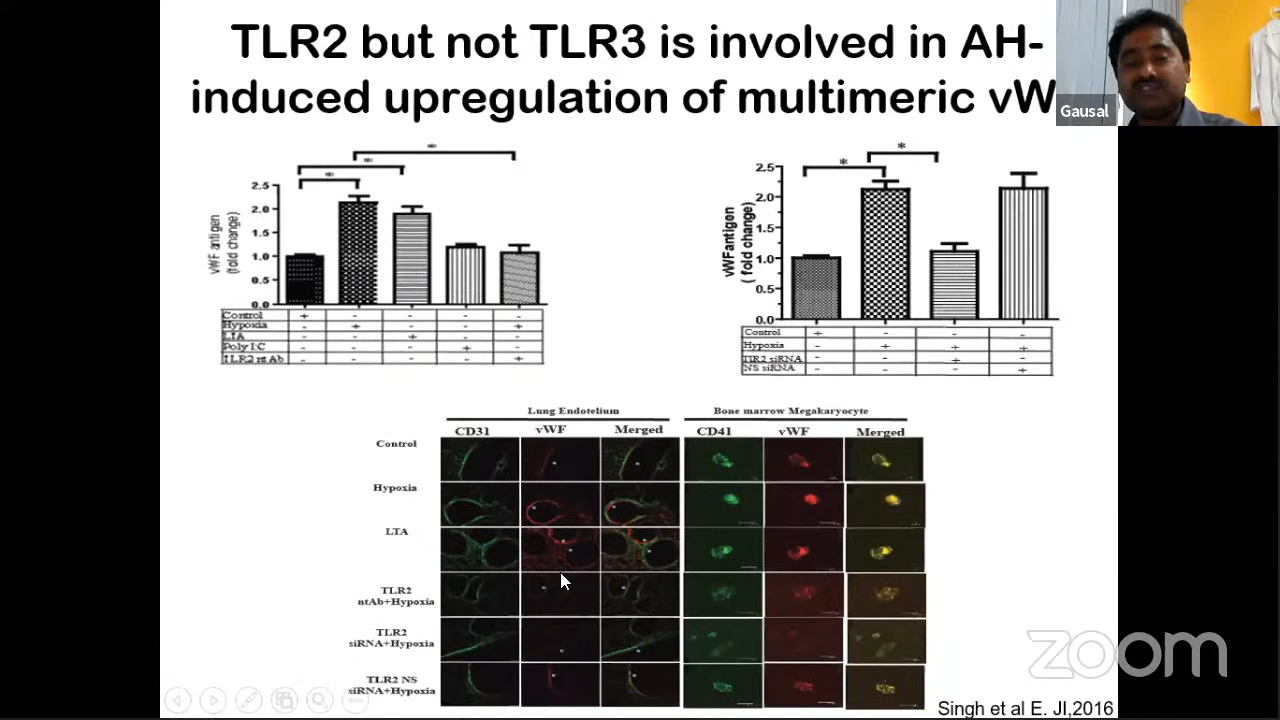 TLR2 but not TLR3 is involved in AH-
induced upregulation of multimeric vW
Gausal
* * *
vWF antigen
(fold change)
2.5
2.0
1.5
1.0
0.5
0.0
Control + - - - -
Hypoxia - + - - +
LTA - - + - -
Poly I:C - - - + -
TLR2 nt Ab - - - - +
* *
vWF antigen
( fold change)
2.5
2.0
1.5
1.0
0.5
0.0
Control + - - -
Hypoxia - + + +
TlR2 siRNA - - + -
NS siRNA - - - +
Lung Endotelium Bone marrow Megakaryocyte
CD31 vWF Merged CD41 vWF Merged
Control
Hypoxia
LTA
TLR2
ntAb+Hypoxia
TLR2
siRNA+Hypoxia
TLR2 NS
siRNA+Hypoxia
zoom
Singh et al E. JI,2016